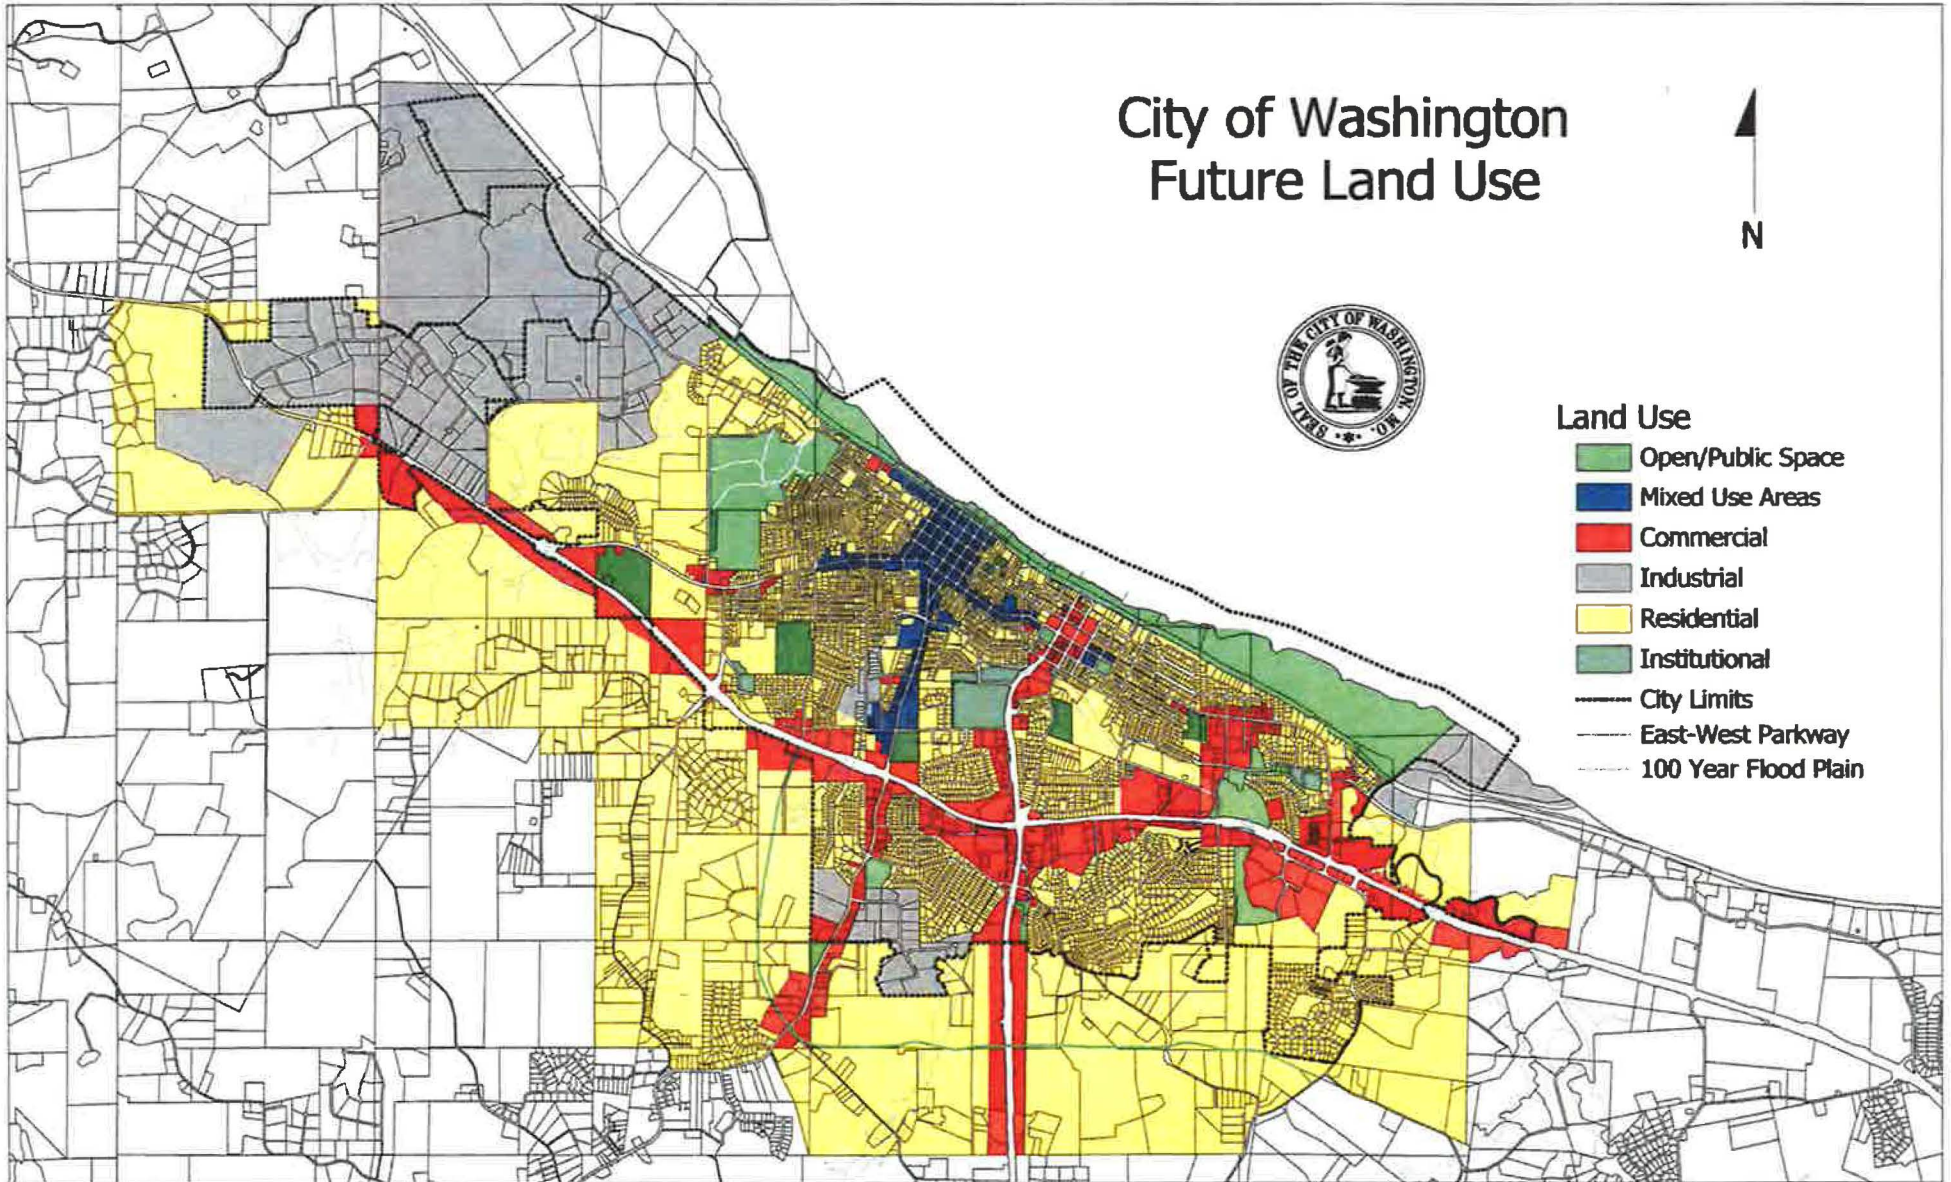 City of Washington
Future Land Use
N
SEAL OF THE CITY OF WASHINGTON, MO.
Land Use
Open/Public Space
Mixed Use Areas
Commercial
Industrial
Residential
Institutional
City Limits
East-West Parkway
100 Year Flood Plain